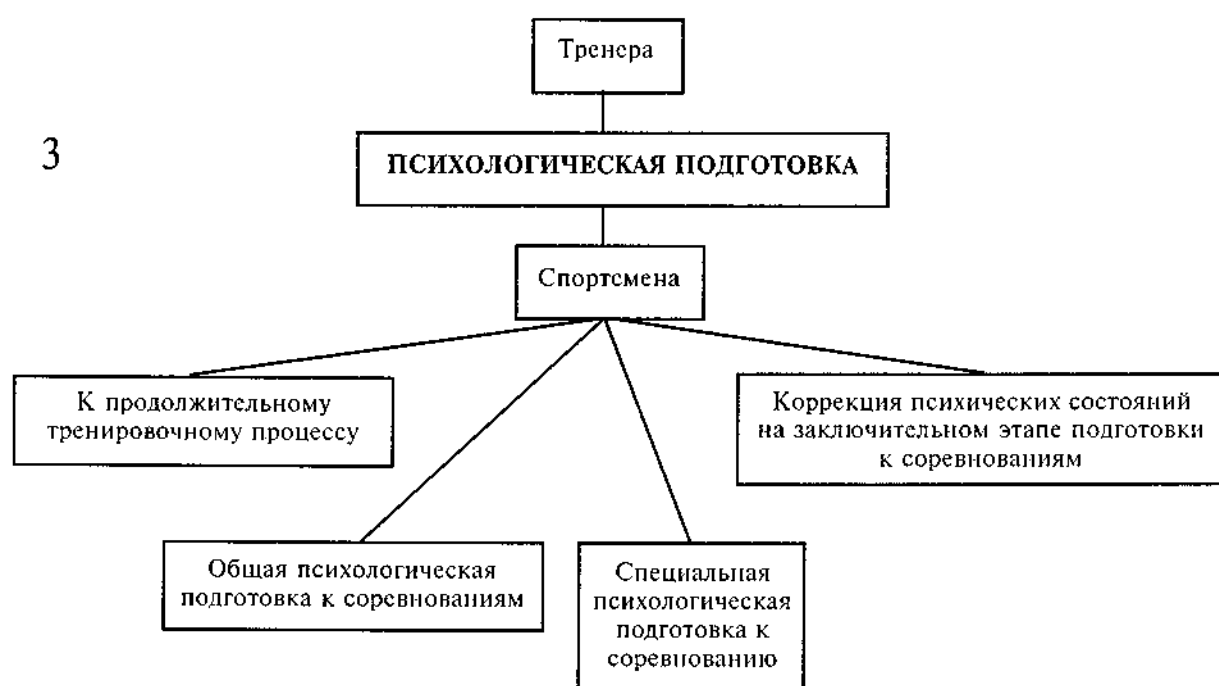 Тренера
3
ПСИХОЛОГИЧЕСКАЯ ПОДГОТОВКА
Спортсмена
К продолжительному
тренировочному процессу
Коррекция психических состояний
на заключительном этапе подготовки
к соревнованиям
Общая психологическая
подготовка к соревнованиям
Специальная
психологическая
подготовка к
соревнованию